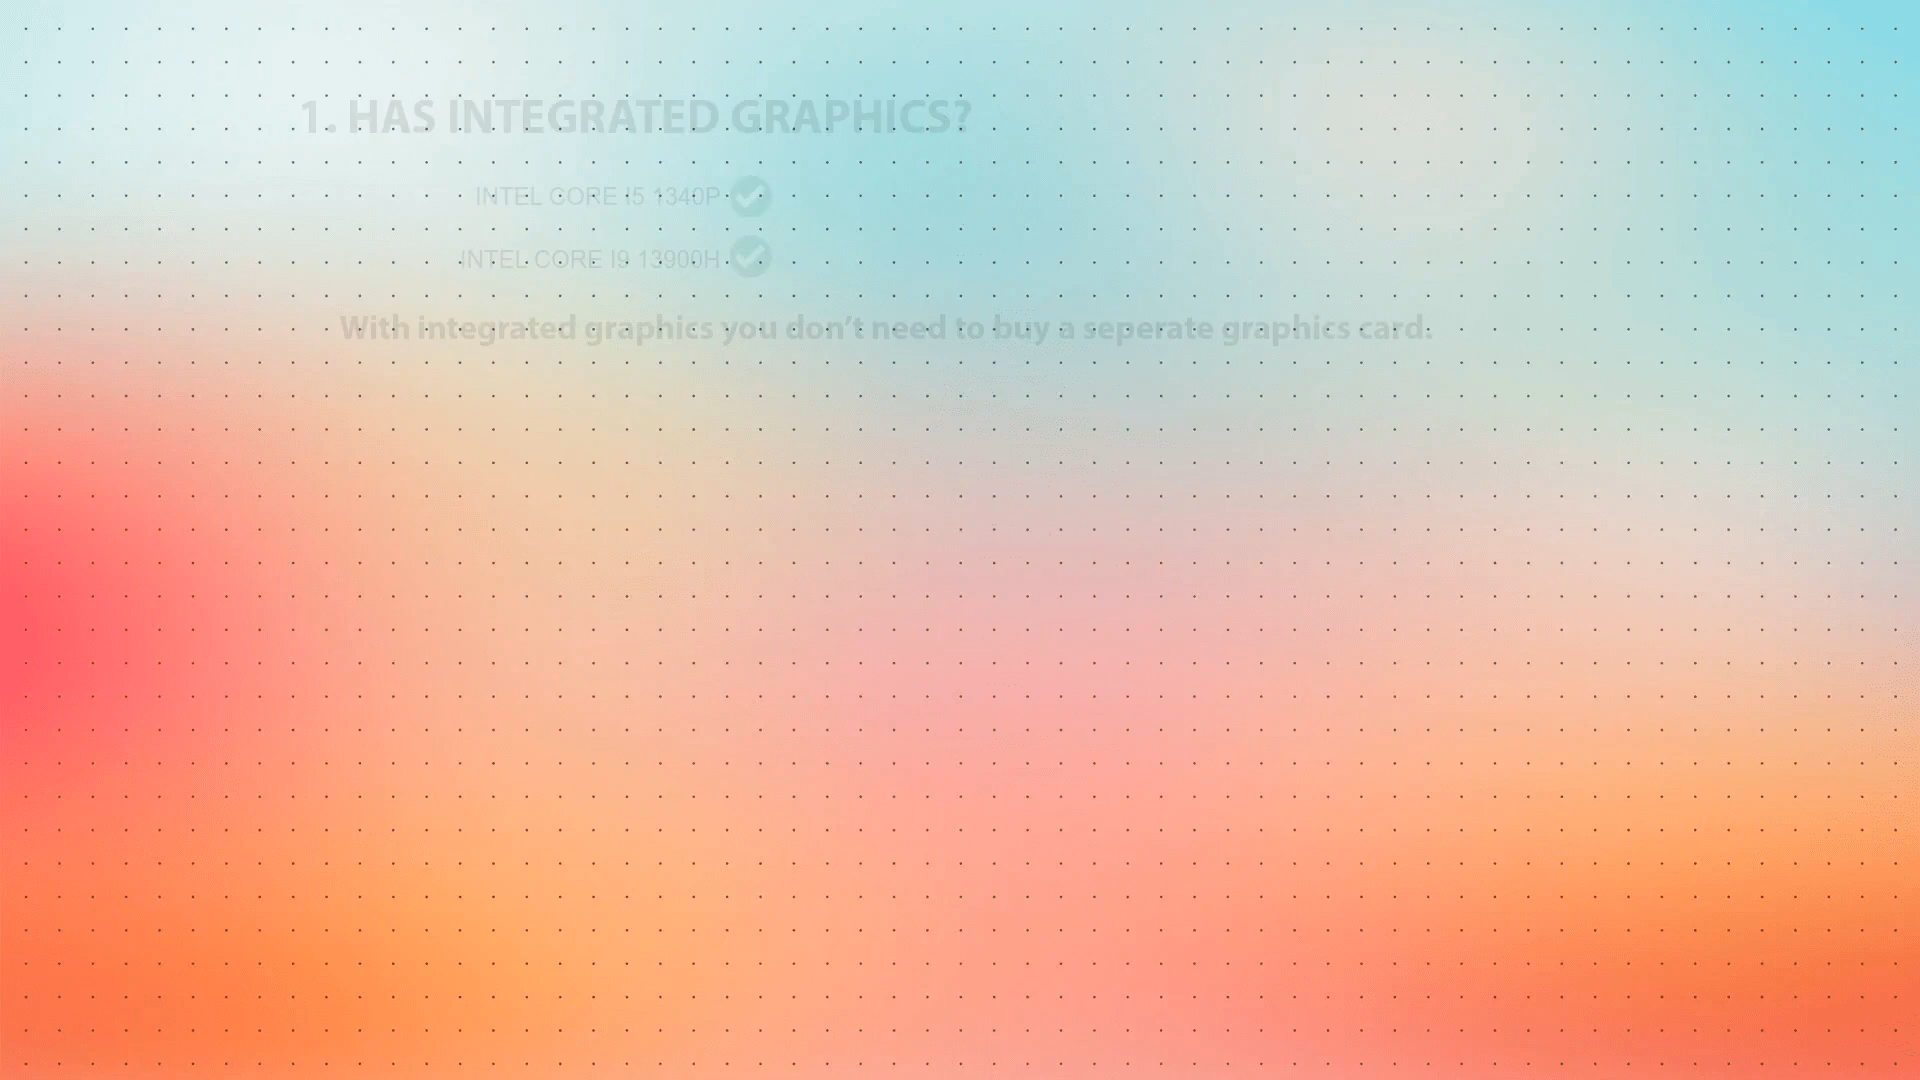 1. HAS INTEGRATED GRAPHICS?
INTEL CORE I5 1340P
INTEL CORE I9 13900H
With integrated graphics you don’t need to buy a seperate graphics card.